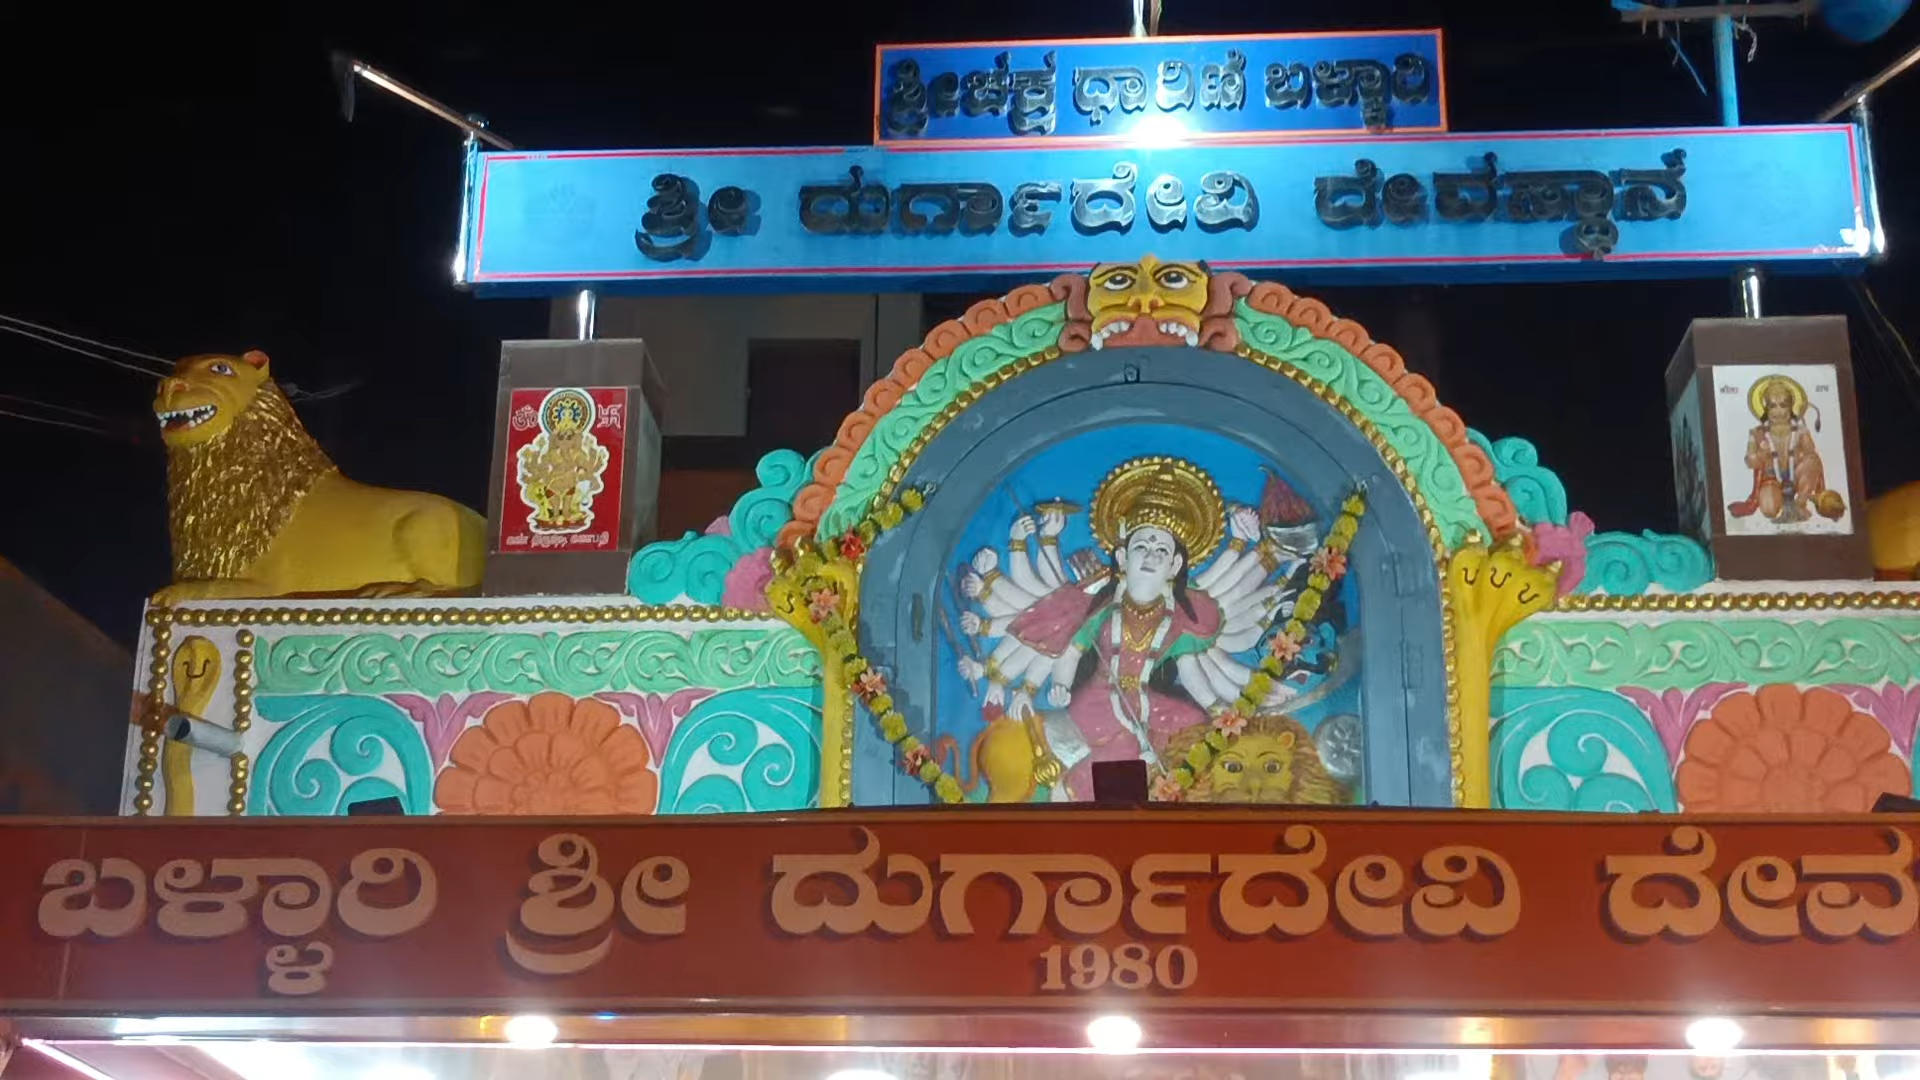 ಶ್ರೀಚಕ್ರ ಧಾರಿಣಿ ಬಳ್ಳಾರಿ
ಶ್ರೀ ದುರ್ಗಾದೇವಿ ದೇವಸ್ಥಾನ
ಬಳ್ಳಾರಿ ಶ್ರೀ ದುರ್ಗಾದೇವಿ ದೇವ
1980